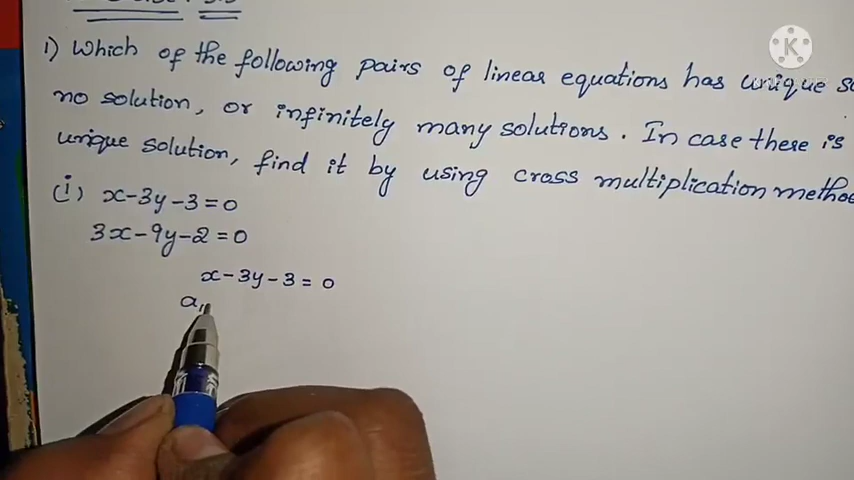 1) Which of the following pairs of linear equations has unique
no solution, or infinitely many solutions. In case there is
unique solution, find it by using cross multiplication
(i) x-3y-3=0
3x-9y-2=0
x-3y-3=0
a₁
K